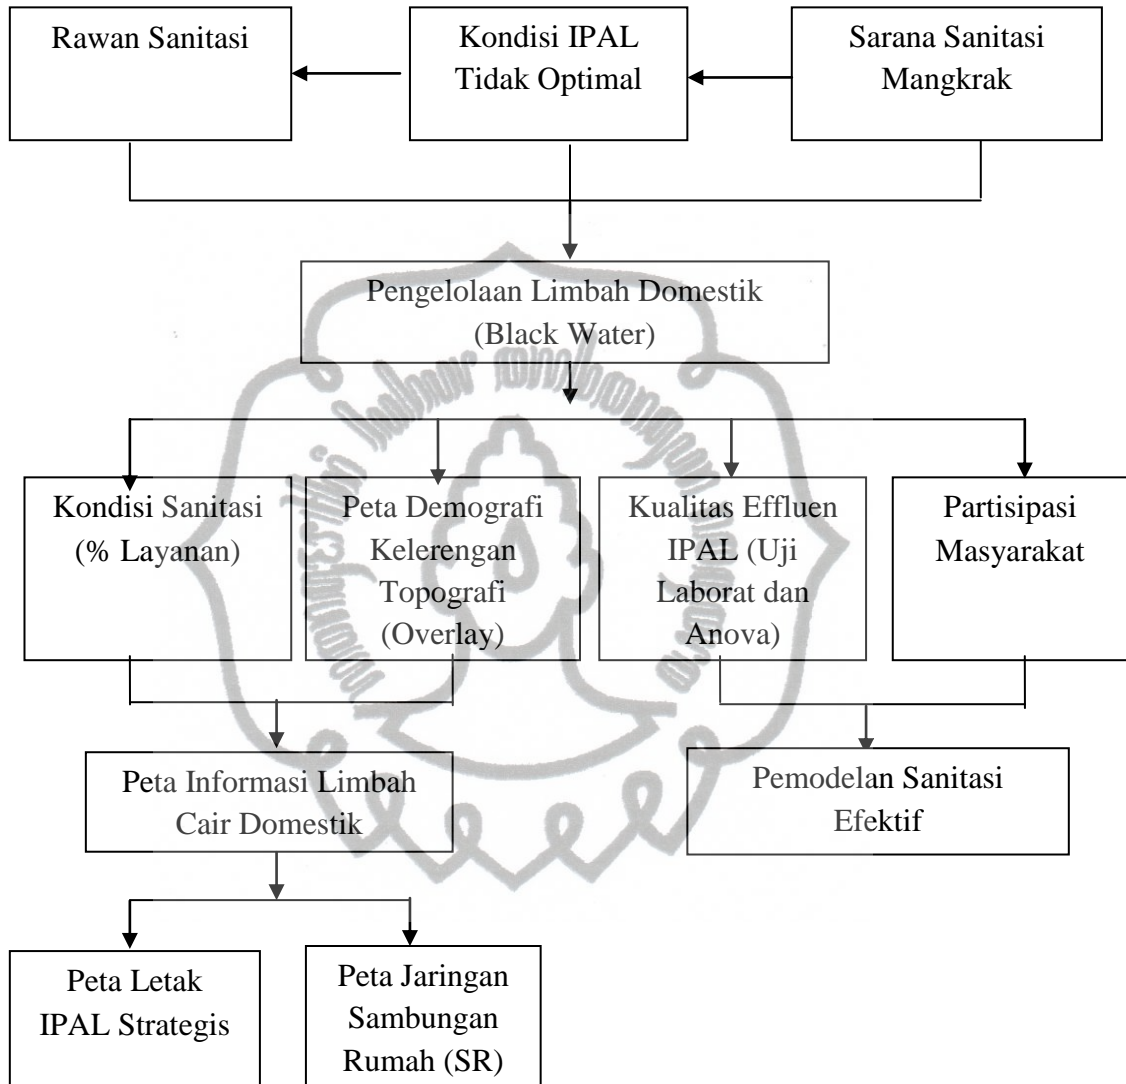 Rawan Sanitasi
Kondisi IPAL
Tidak Optimal
Sarana Sanitasi
Mangkrak
Pengelolaan Limbah Domestik
(Black Water)
Kondisi Sanitasi
(% Layanan)
Peta Demografi
Kelerengan
Topografi
(Overlay)
Kualitas Effluen
IPAL (Uji
Laborat dan
Anova)
Partisipasi
Masyarakat
Peta Informasi Limbah
Cair Domestik
Pemodelan Sanitasi
Efektif
Peta Letak
IPAL Strategis
Peta Jaringan
Sambungan
Rumah (SR)